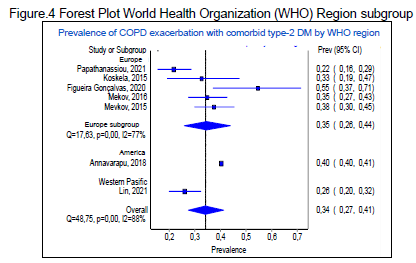 Figure.4 Forest Plot World Health Organization (WHO) Region subgroup
Prevalence of COPD exacerbation with comorbid type-2 DM by WHO region
Study or Subgroup Prev (95% CI)
Europe
Papathanassiou, 2021 0,22 (0,16, 0,29)
Koskela, 2015 0,33 (0,19, 0,47)
Figueira Gonçalves, 2020 0,55 (0,37, 0,71)
Mekov, 2016 0,35 (0,27, 0,43)
Mevkov, 2015 0,38 (0,30, 0,45)
Europe subgroup 0,35 (0,26, 0,44)
Q=17,63, p=0,00, I2=77%
America
Annavarapu, 2018 0,40 (0,40, 0,41)
Western Pasific
Lin, 2021 0,26 (0,20, 0,32)
Overall 0,34 (0,27, 0,41)
Q=48,75, p=0,00, I2=88%
0,2 0,3 0,4 0,5 0,6 0,7
Prevalence